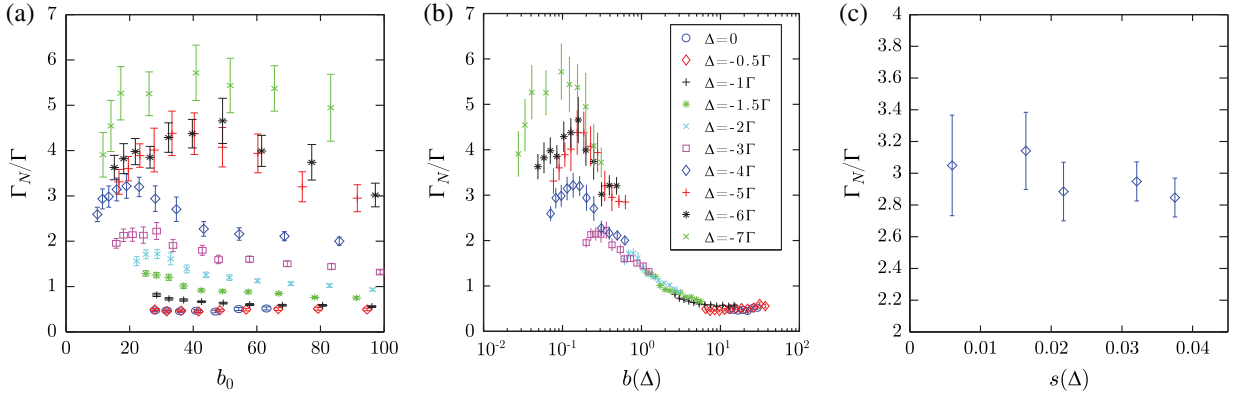 (a)
7
6
5
4
3
2
1
0
Γ_N/Γ
0 20 40 60 80 100
b_0
(b)
7
6
5
4
3
2
1
0
Γ_N/Γ
10^-2 10^-1 10^0 10^1 10^2
b(Δ)
Δ=0
Δ=-0.5Γ
Δ=-1Γ
Δ=-1.5Γ
Δ=-2Γ
Δ=-3Γ
Δ=-4Γ
Δ=-5Γ
Δ=-6Γ
Δ=-7Γ
(c)
4
3.8
3.6
3.4
3.2
3
2.8
2.6
2.4
2.2
2
Γ_N/Γ
0 0.01 0.02 0.03 0.04
s(Δ)